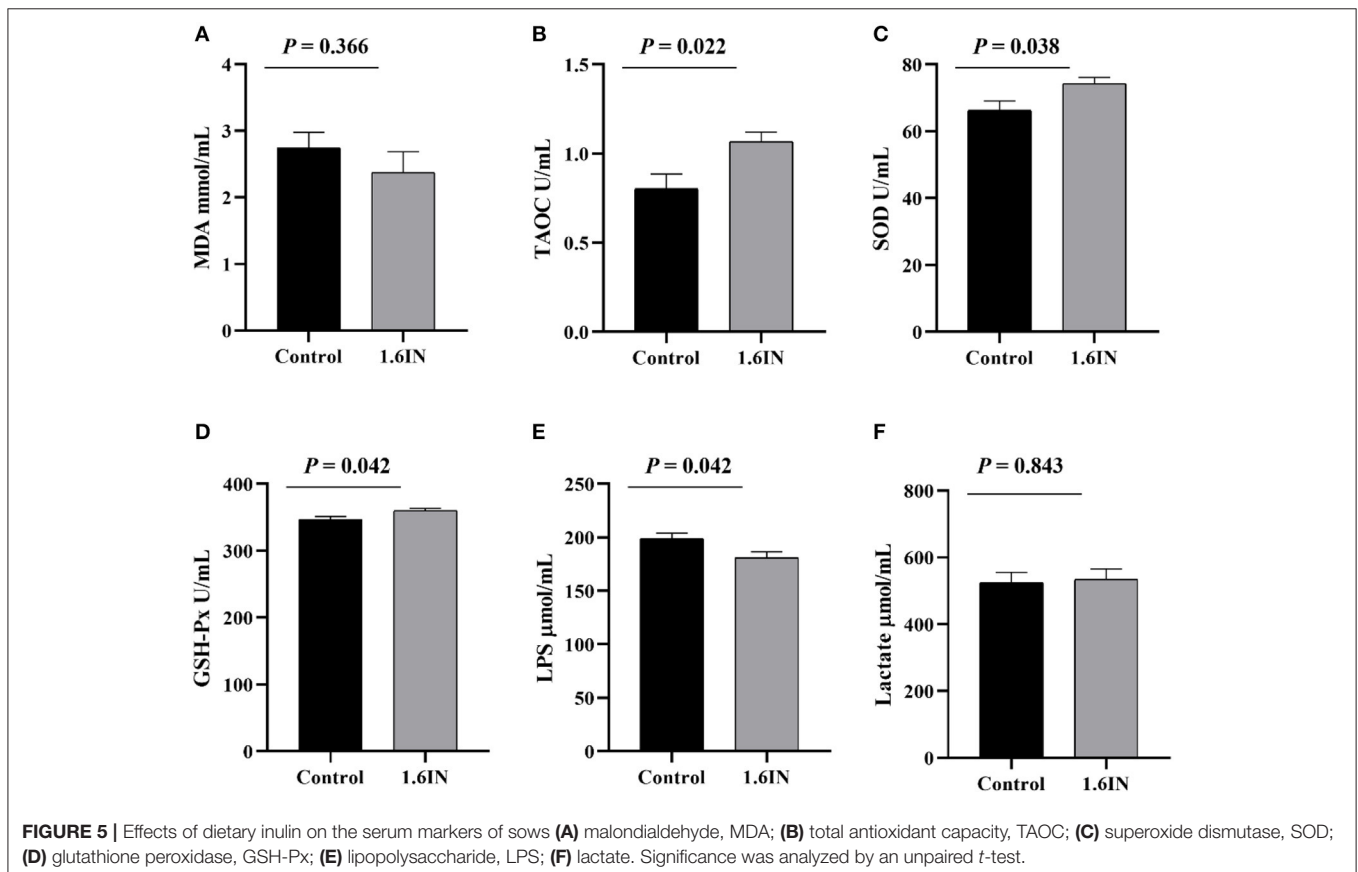 A
P = 0.366
MDA mmol/mL
4
3
2
1
0
Control 1.6IN
B
P = 0.022
TAOC U/mL
1.5
1.0
0.5
0.0
Control 1.6IN
C
P = 0.038
SOD U/mL
80
60
40
20
0
Control 1.6IN
D
P = 0.042
GSH-Px U/mL
400
300
200
100
0
Control 1.6IN
E
P = 0.042
LPS μmol/mL
250
200
150
100
50
0
Control 1.6IN
F
P = 0.843
Lactate μmol/mL
800
600
400
200
0
Control 1.6IN
FIGURE 5 | Effects of dietary inulin on the serum markers of sows (A) malondialdehyde, MDA; (B) total antioxidant capacity, TAOC; (C) superoxide dismutase, SOD;
(D) glutathione peroxidase, GSH-Px; (E) lipopolysaccharide, LPS; (F) lactate. Significance was analyzed by an unpaired t-test.